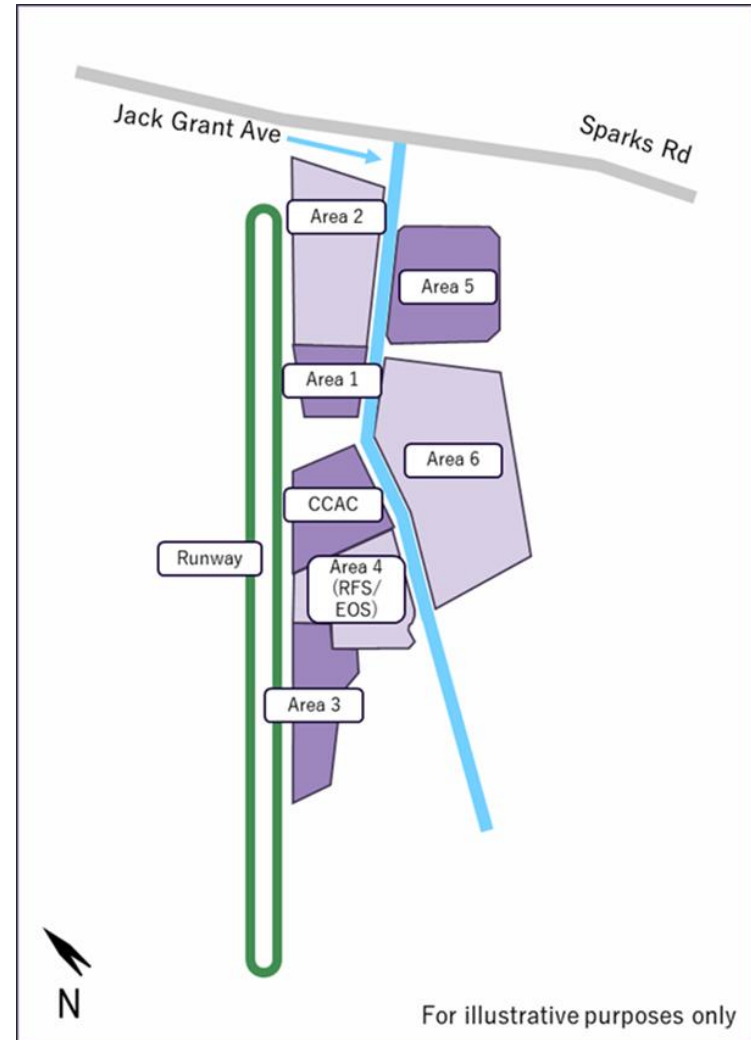 Jack Grant Ave
Sparks Rd
Area 2
Area 5
Area 1
Area 6
CCAC
Runway
Area 4
(RFS/
EOS)
Area 3
N
For illustrative purposes only